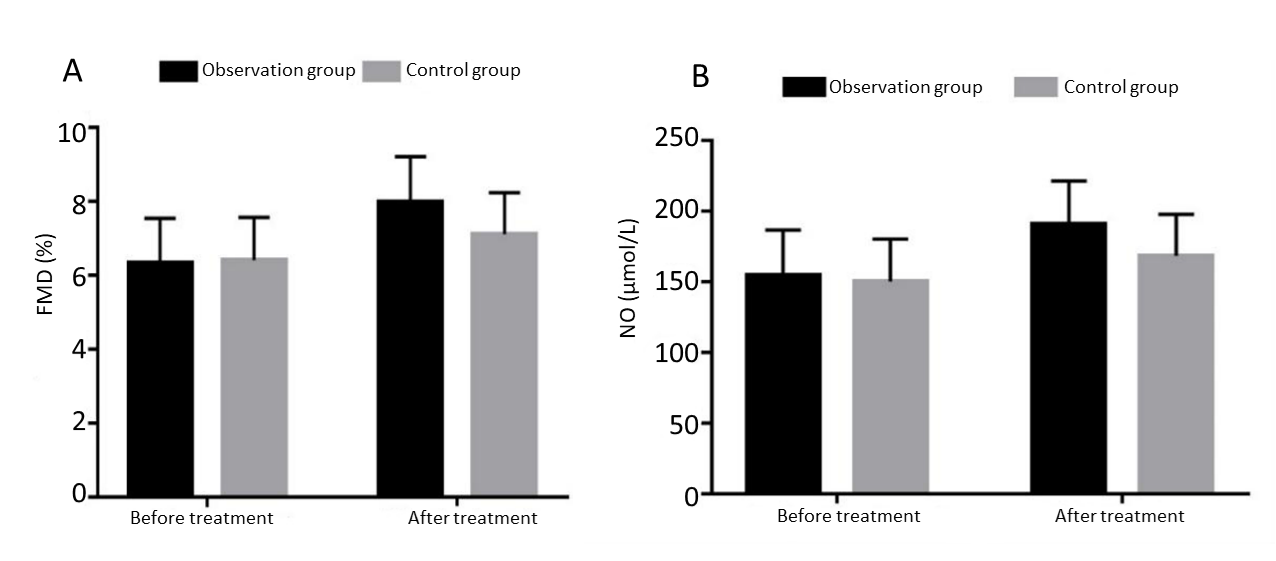 A
Observation group
Control group
10
8
6
4
2
0
FMD (%)
Before treatment
After treatment
B
Observation group
Control group
250
200
150
100
50
0
NO (μmol/L)
Before treatment
After treatment